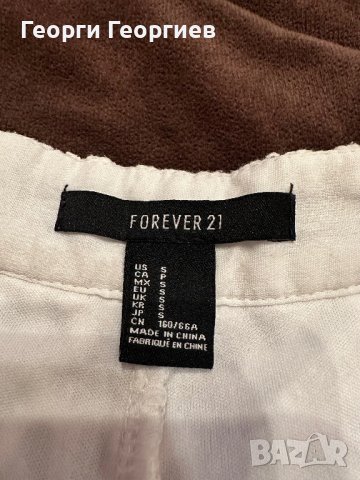 Георги Георгиев
FOREVER 21
US S
CA P
MX S
EU S
UK S
KR S
JP S
CN 160/66A
MADE IN CHINA
FABRIQUÉ EN CHINE
BAZAR